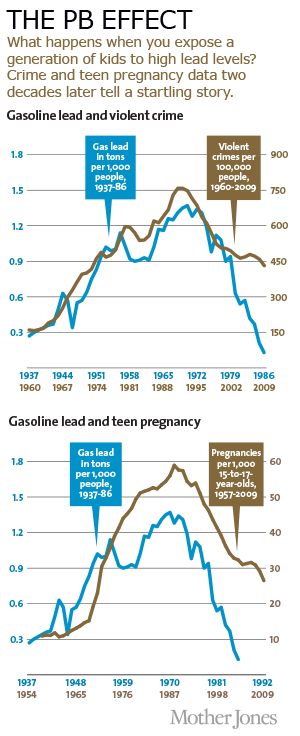 THE PB EFFECT
What happens when you expose a
generation of kids to high lead levels?
Crime and teen pregnancy data two
decades later tell a startling story.
Gasoline lead and violent crime
Gas lead
in tons
per 1,000
people,
1937-86
Violent
crimes per
100,000
people,
1960-2009
1.8 900
1.5 750
1.2 600
0.9 450
0.6 300
0.3 150
1937 1944 1951 1958 1965 1972 1979 1986
1960 1967 1974 1981 1988 1995 2002 2009
Gasoline lead and teen pregnancy
Gas lead
in tons
per 1,000
people,
1937-86
Pregnancies
per 1,000
15-to-17-
year-olds,
1957-2009
1.8 60
1.5 50
1.2 40
0.9 30
0.6 20
0.3 10
1937 1948 1959 1970 1981 1992
1954 1965 1976 1987 1998 2009
Mother Jones